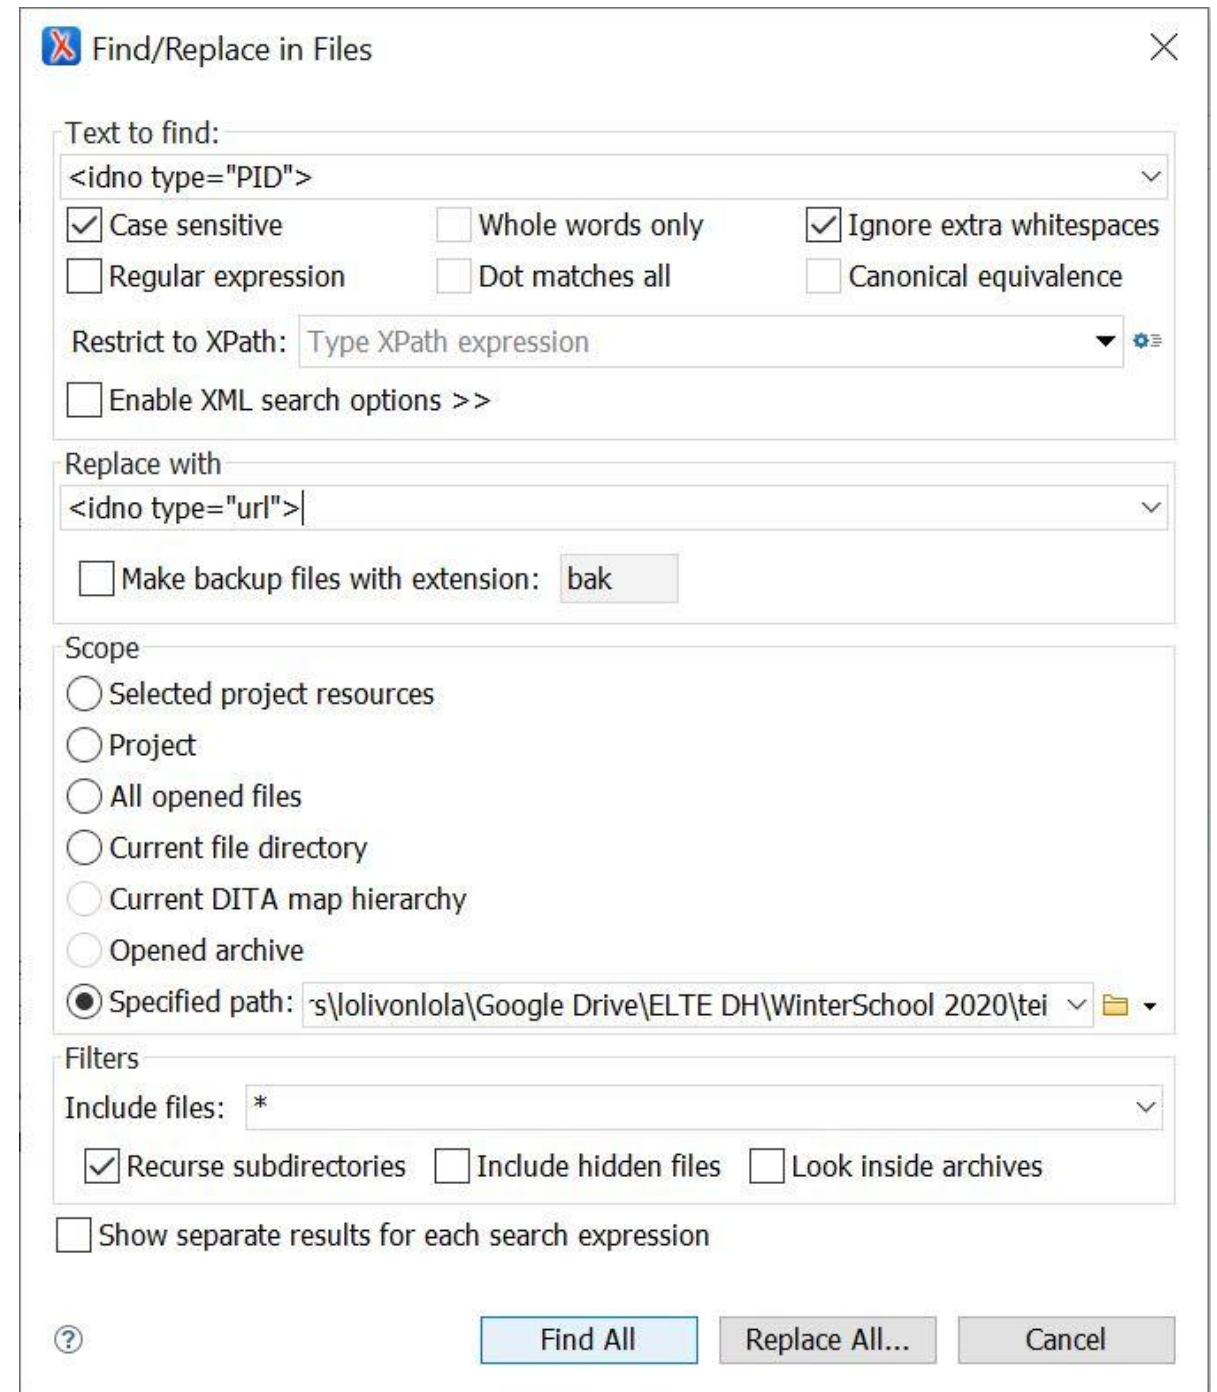 Find/Replace in Files
Text to find:
<idno type="PID">
Case sensitive Whole words only Ignore extra whitespaces
Regular expression Dot matches all Canonical equivalence
Restrict to XPath: Type XPath expression
Enable XML search options >>
Replace with
<idno type="url">
Make backup files with extension: bak
Scope
Selected project resources
Project
All opened files
Current file directory
Current DITA map hierarchy
Opened archive
Specified path: s\lolivonlola\Google Drive\ELTE DH\WinterSchool 2020\tei
Filters
Include files: *
Recurse subdirectories Include hidden files Look inside archives
Show separate results for each search expression
? Find All Replace All... Cancel